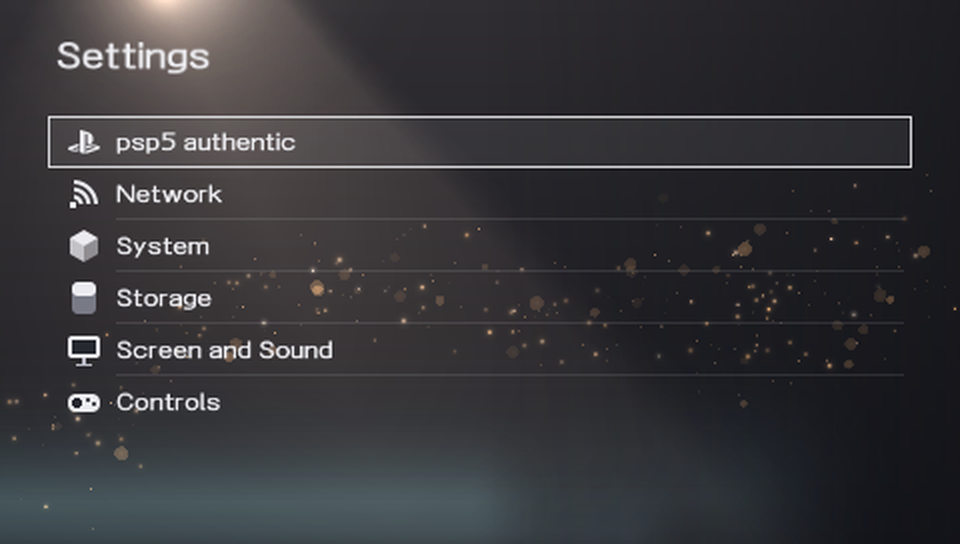 Settings
psp5 authentic
Network
System
Storage
Screen and Sound
Controls